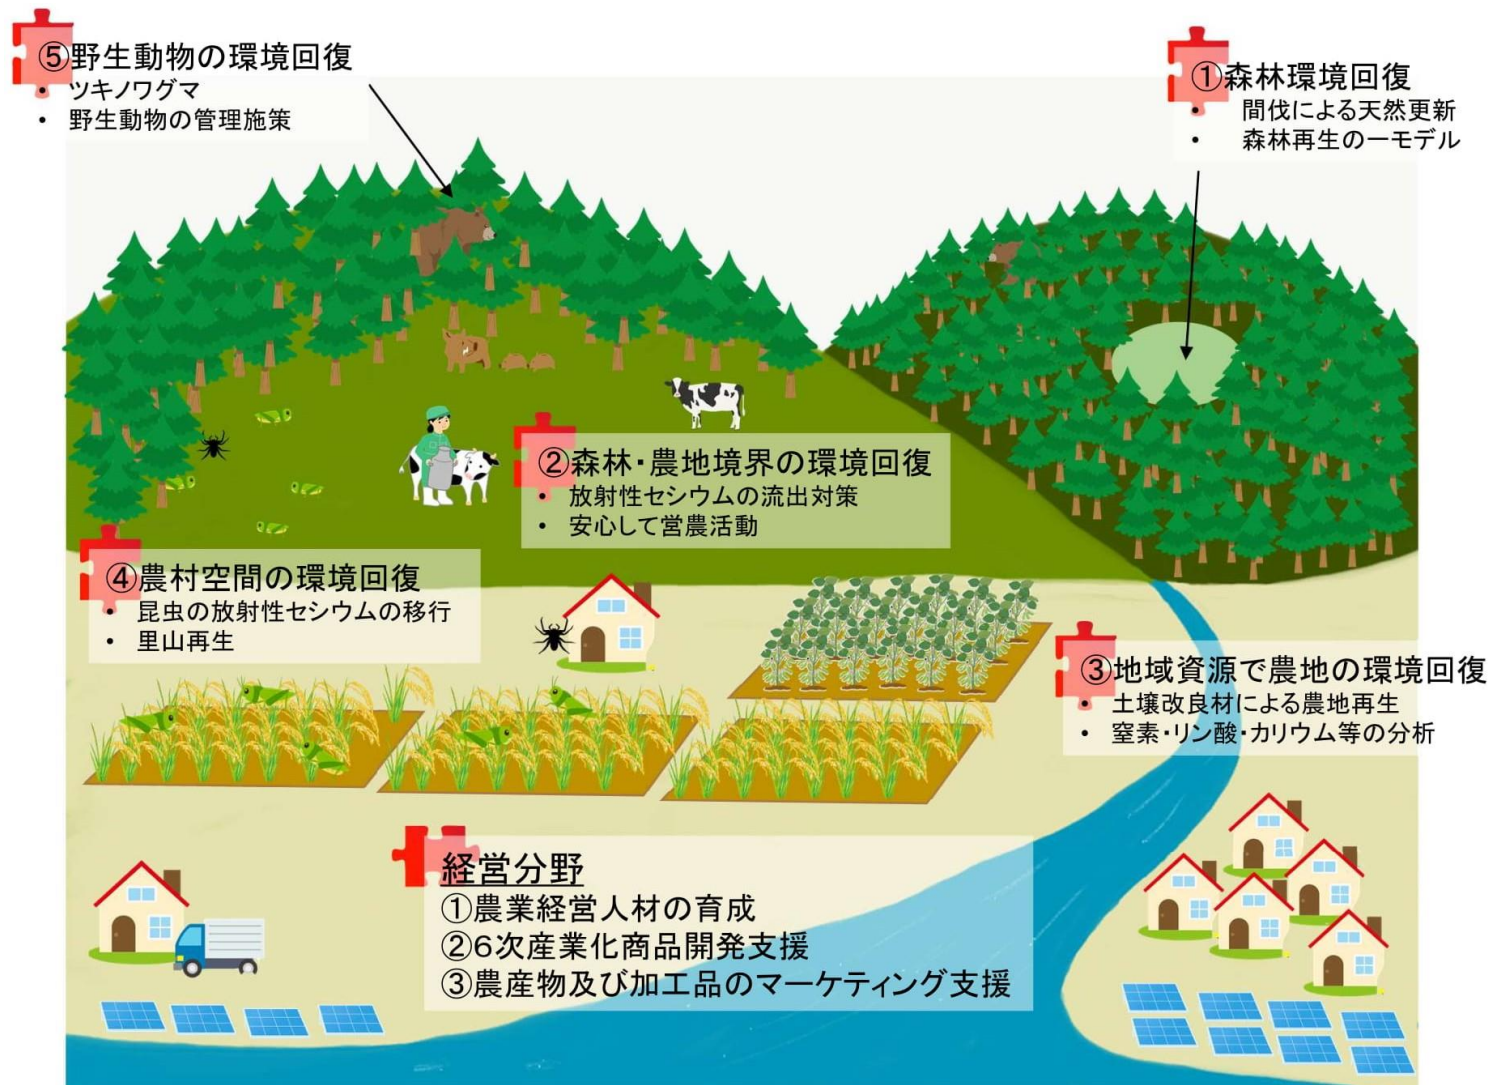 ⑤野生動物の環境回復
• ツキノワグマ
• 野生動物の管理施策
①森林環境回復
• 間伐による天然更新
• 森林再生の一モデル
②森林・農地境界の環境回復
• 放射性セシウムの流出対策
• 安心して営農活動
④農村空間の環境回復
• 昆虫の放射性セシウムの移行
• 里山再生
③地域資源で農地の環境回復
• 土壌改良材による農地再生
• 窒素・リン酸・カリウム等の分析
経営分野
①農業経営人材の育成
②6次産業化商品開発支援
③農産物及び加工品のマーケティング支援